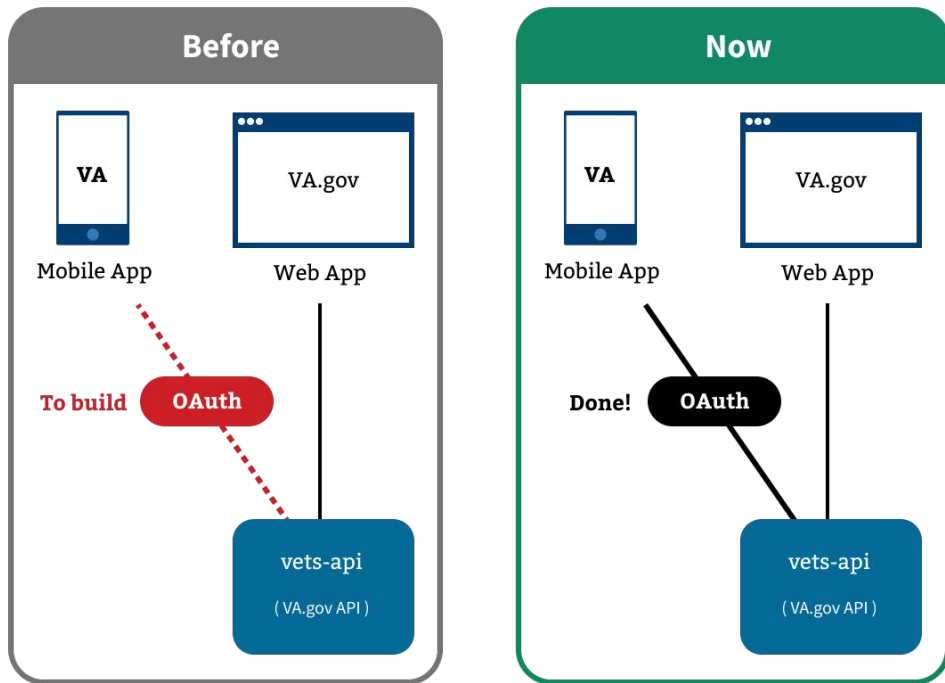 Before
VA
VA.gov
Mobile App
Web App
To build
OAuth
vets-api
( VA.gov API )
Now
VA
VA.gov
Mobile App
Web App
Done!
OAuth
vets-api
( VA.gov API )